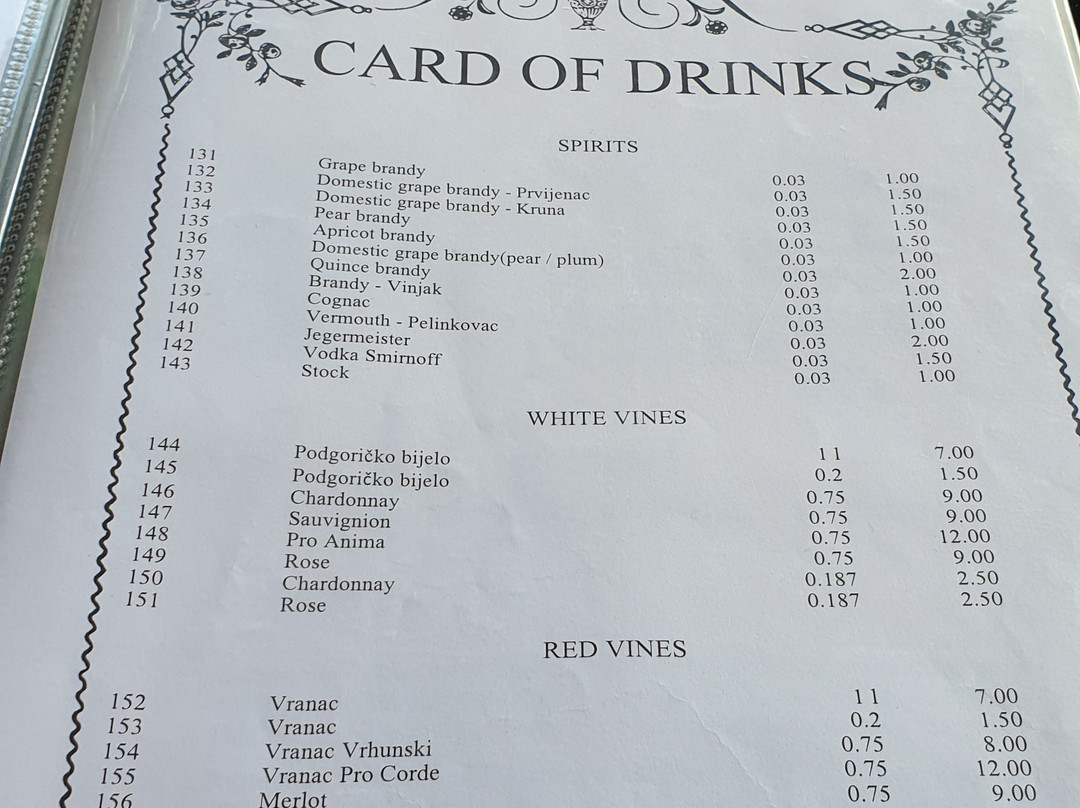 CARD OF DRINKS
SPIRITS
131 Grape brandy 0.03 1.00
132 Domestic grape brandy - Prvijenac 0.03 1.50
133 Domestic grape brandy - Kruna 0.03 1.50
134 Pear brandy 0.03 1.50
135 Apricot brandy 0.03 1.50
136 Domestic grape brandy(pear / plum) 0.03 1.00
137 Quince brandy 0.03 2.00
138 Brandy - Vinjak 0.03 1.00
139 Cognac 0.03 1.00
140 Vermouth - Pelinkovac 0.03 1.00
141 Jegermeister 0.03 2.00
142 Vodka Smirnoff 0.03 1.50
143 Stock 0.03 1.00
WHITE VINES
144 Podgoričko bijelo 1 l 7.00
145 Podgoričko bijelo 0.2 1.50
146 Chardonnay 0.75 9.00
147 Sauvignion 0.75 9.00
148 Pro Anima 0.75 12.00
149 Rose 0.75 9.00
150 Chardonnay 0.187 2.50
151 Rose 0.187 2.50
RED VINES
152 Vranac 1 l 7.00
153 Vranac 0.2 1.50
154 Vranac Vrhunski 0.75 8.00
155 Vranac Pro Corde 0.75 12.00
156 Merlot 0.75 9.00